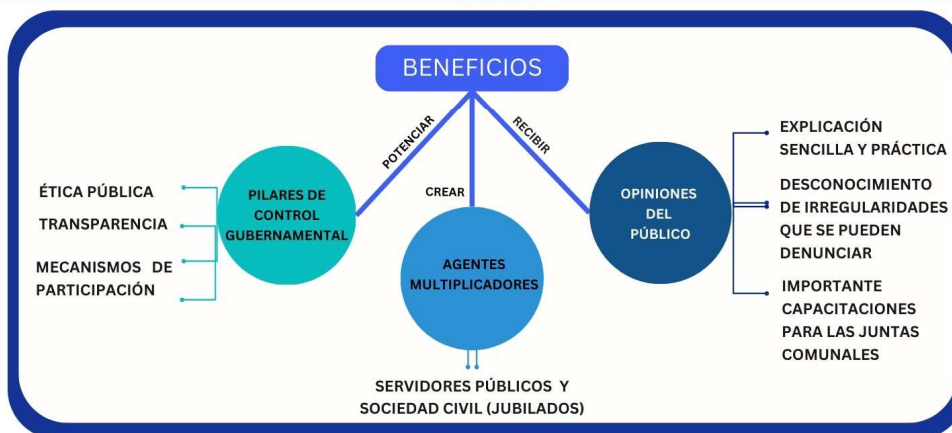 BENEFICIOS
POTENCIAR
CREAR
RECIBIR
PILARES DE
CONTROL
GUBERNAMENTAL
ÉTICA PÚBLICA
TRANSPARENCIA
MECANISMOS DE
PARTICIPACIÓN
AGENTES
MULTIPLICADORES
SERVIDORES PÚBLICOS Y
SOCIEDAD CIVIL (JUBILADOS)
OPINIONES
DEL
PÚBLICO
EXPLICACIÓN
SENCILLA Y PRÁCTICA
DESCONOCIMIENTO
DE IRREGULARIDADES
QUE SE PUEDEN
DENUNCIAR
IMPORTANTE
CAPACITACIONES
PARA LAS JUNTAS
COMUNALES